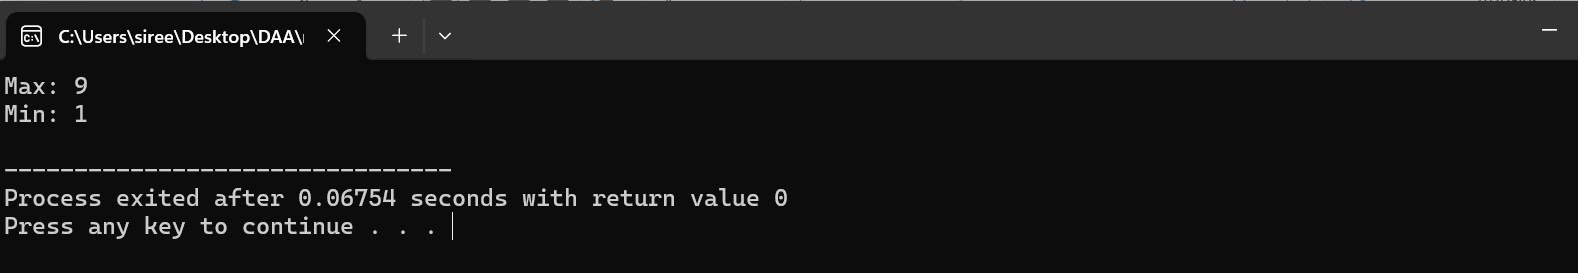 C:\Users\siree\Desktop\DAA\
Max: 9
Min: 1
--------------------------------
Process exited after 0.06754 seconds with return value 0
Press any key to continue . . .